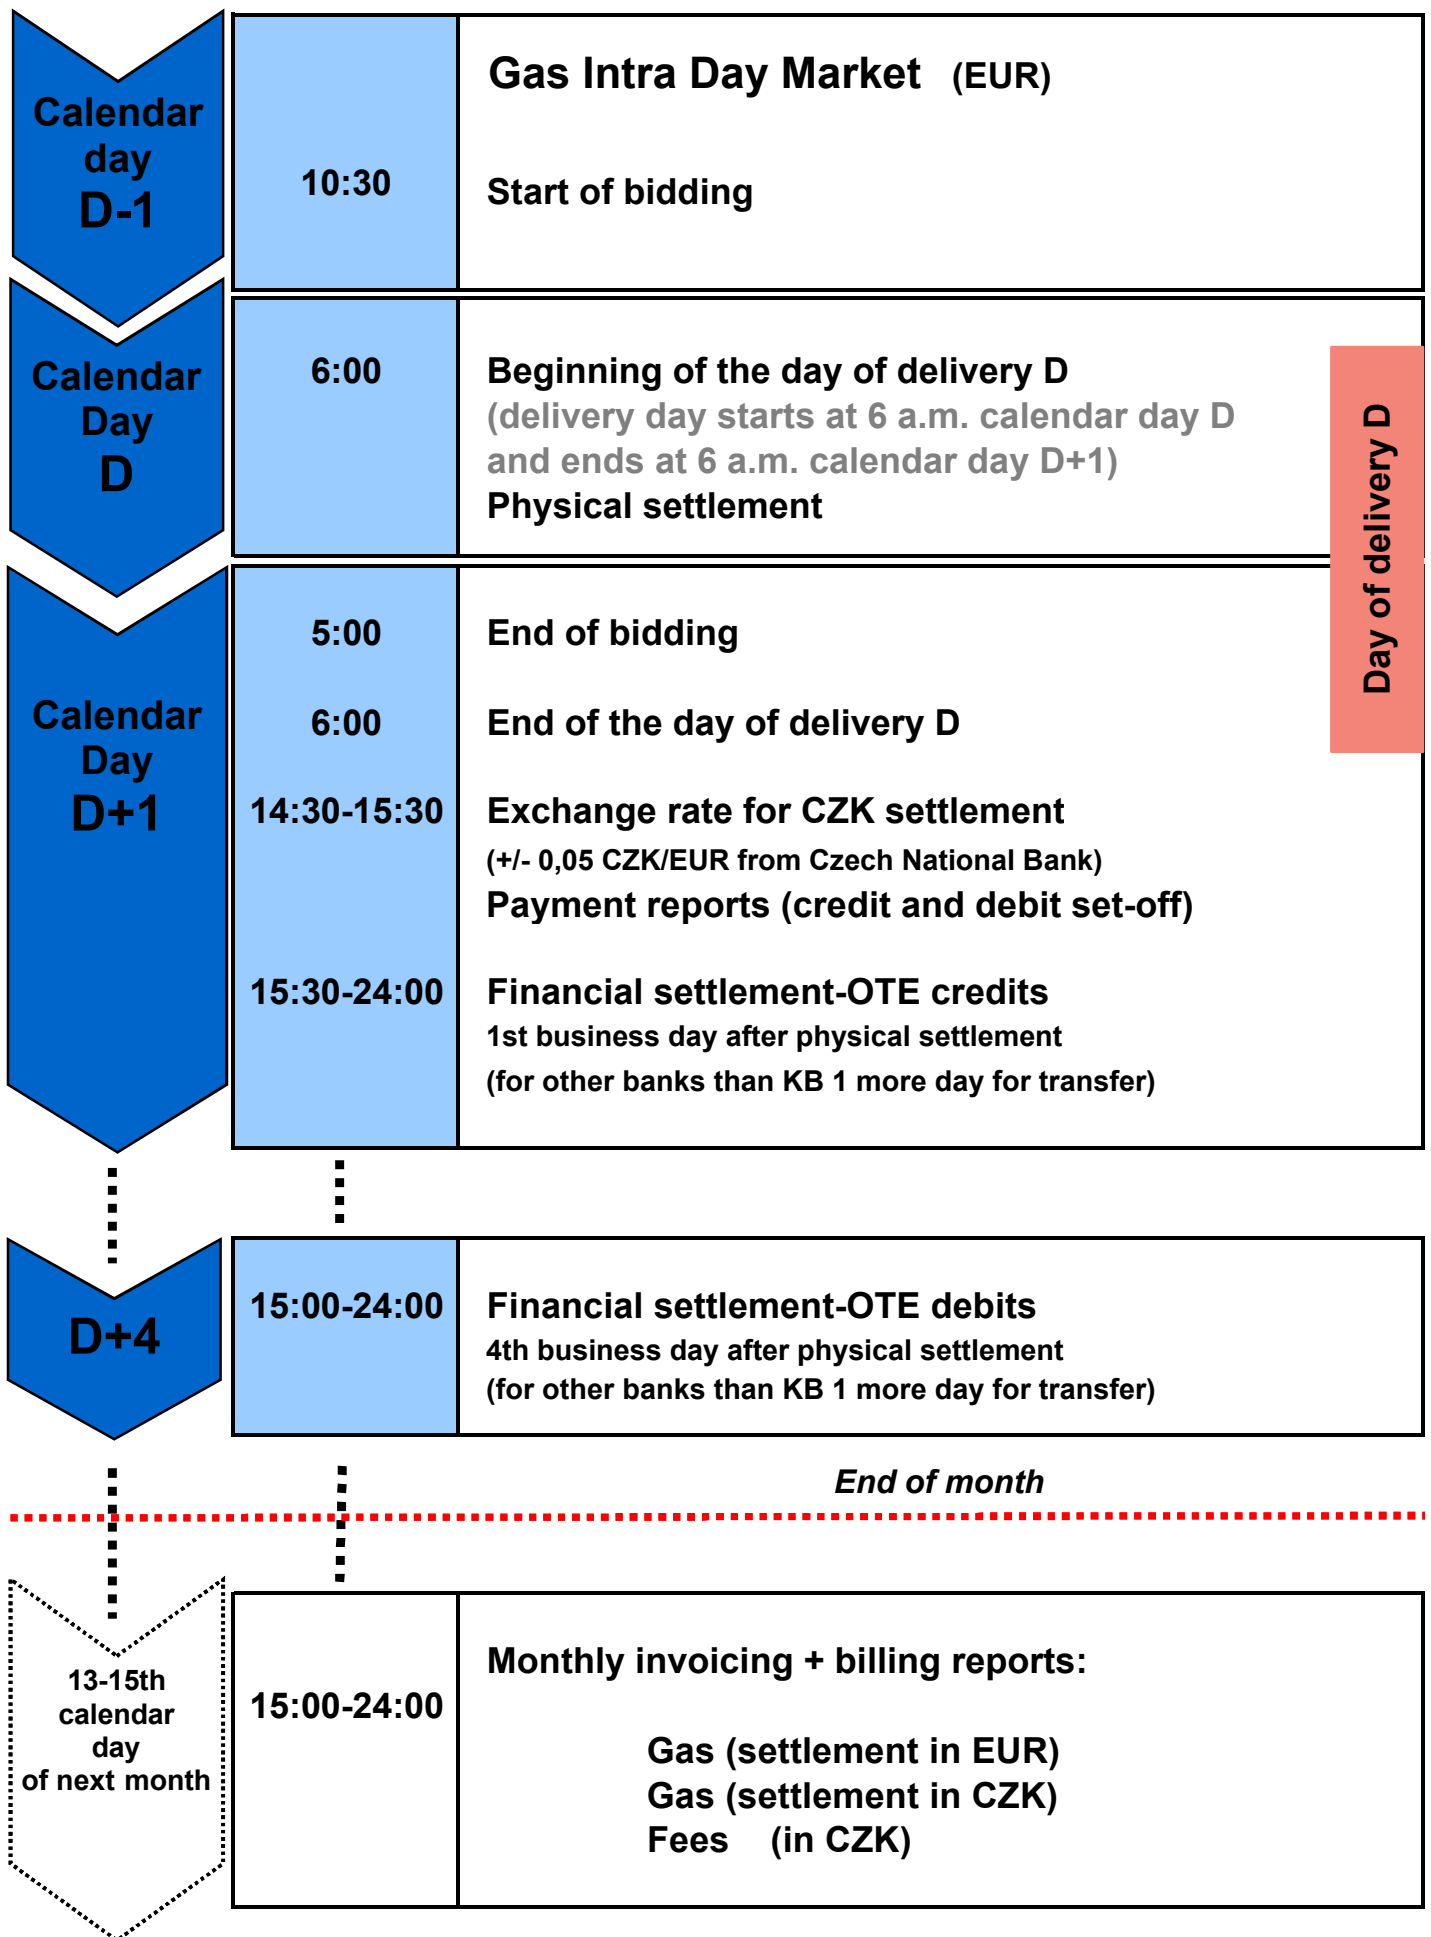 Gas Intra Day Market (EUR)
Calendar
day
D-1
10:30
Start of bidding
Calendar
Day
D
6:00
Beginning of the day of delivery D
(delivery day starts at 6 a.m. calendar day D
and ends at 6 a.m. calendar day D+1)
Physical settlement
Day of delivery D
Calendar
Day
D+1
5:00
End of bidding
6:00
End of the day of delivery D
14:30-15:30
Exchange rate for CZK settlement
(+/- 0,05 CZK/EUR from Czech National Bank)
Payment reports (credit and debit set-off)
15:30-24:00
Financial settlement-OTE credits
1st business day after physical settlement
(for other banks than KB 1 more day for transfer)
D+4
15:00-24:00
Financial settlement-OTE debits
4th business day after physical settlement
(for other banks than KB 1 more day for transfer)
End of month
13-15th
calendar
day
of next month
15:00-24:00
Monthly invoicing + billing reports:
Gas (settlement in EUR)
Gas (settlement in CZK)
Fees (in CZK)